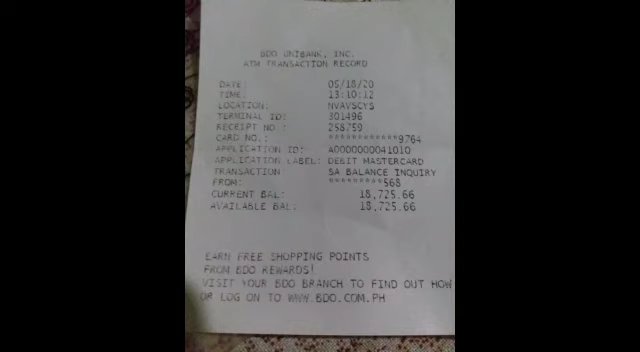 BDO UNIBANK, INC.
ATM TRANSACTION RECORD
DATE: 05/18/20
TIME: 13:10:12
LOCATION: NVAVSCYS
TERMINAL ID: 301496
RECEIPT NO.: 258759
CARD NO.: ************9764
APPLICATION ID: A0000000041010
APPLICATION LABEL: DEBIT MASTERCARD
TRANSACTION: SA BALANCE INQUIRY
FROM: *********568
CURRENT BAL: 18,725.66
AVAILABLE BAL: 18,725.66
EARN FREE SHOPPING POINTS
FROM BDO REWARDS!
VISIT YOUR BDO BRANCH TO FIND OUT HOW
OR LOG ON TO WWW.BDO.COM.PH